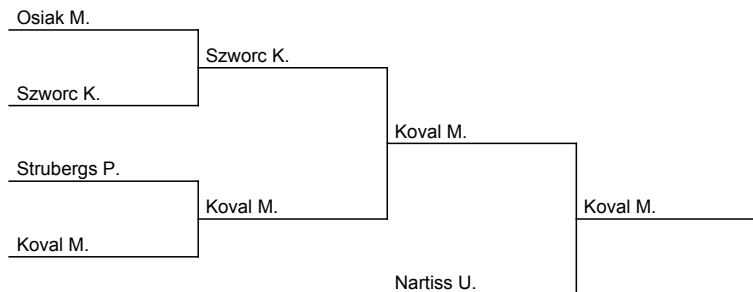 Osiak M.
Szworc K.
Szworc K.
Koval M.
Strubergs P.
Koval M.
Koval M.
Koval M.
Nartiss U.